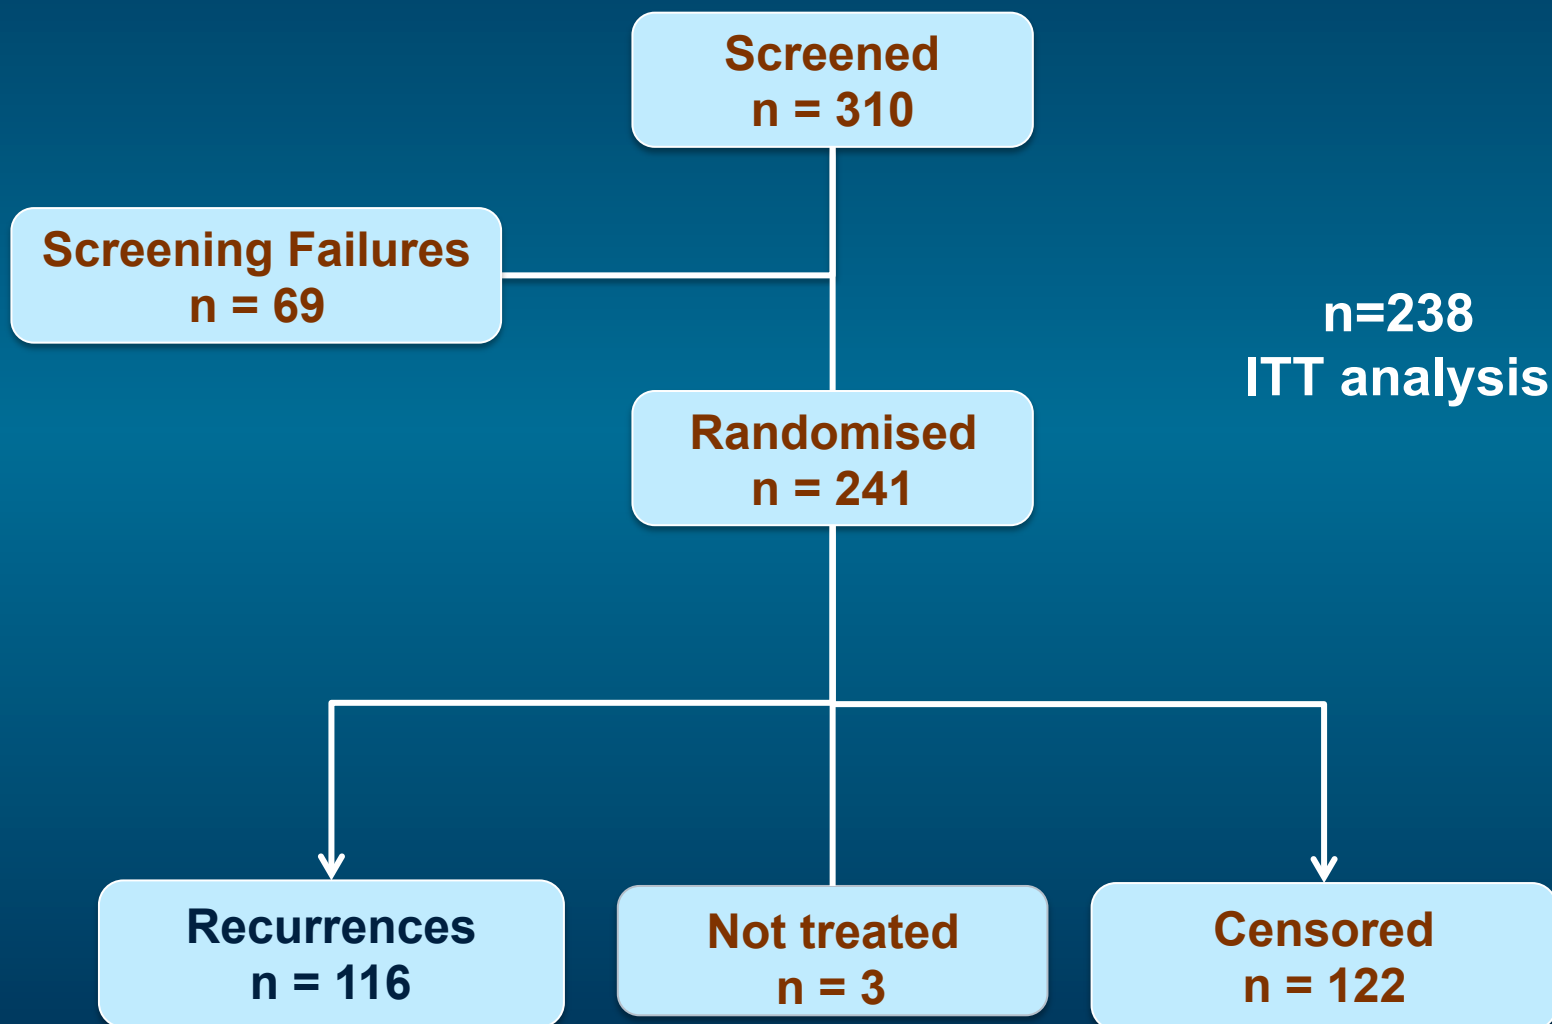 Screened
n = 310
Screening Failures
n = 69
n=238
ITT analysis
Randomised
n = 241
Recurrences
n = 116
Not treated
n = 3
Censored
n = 122